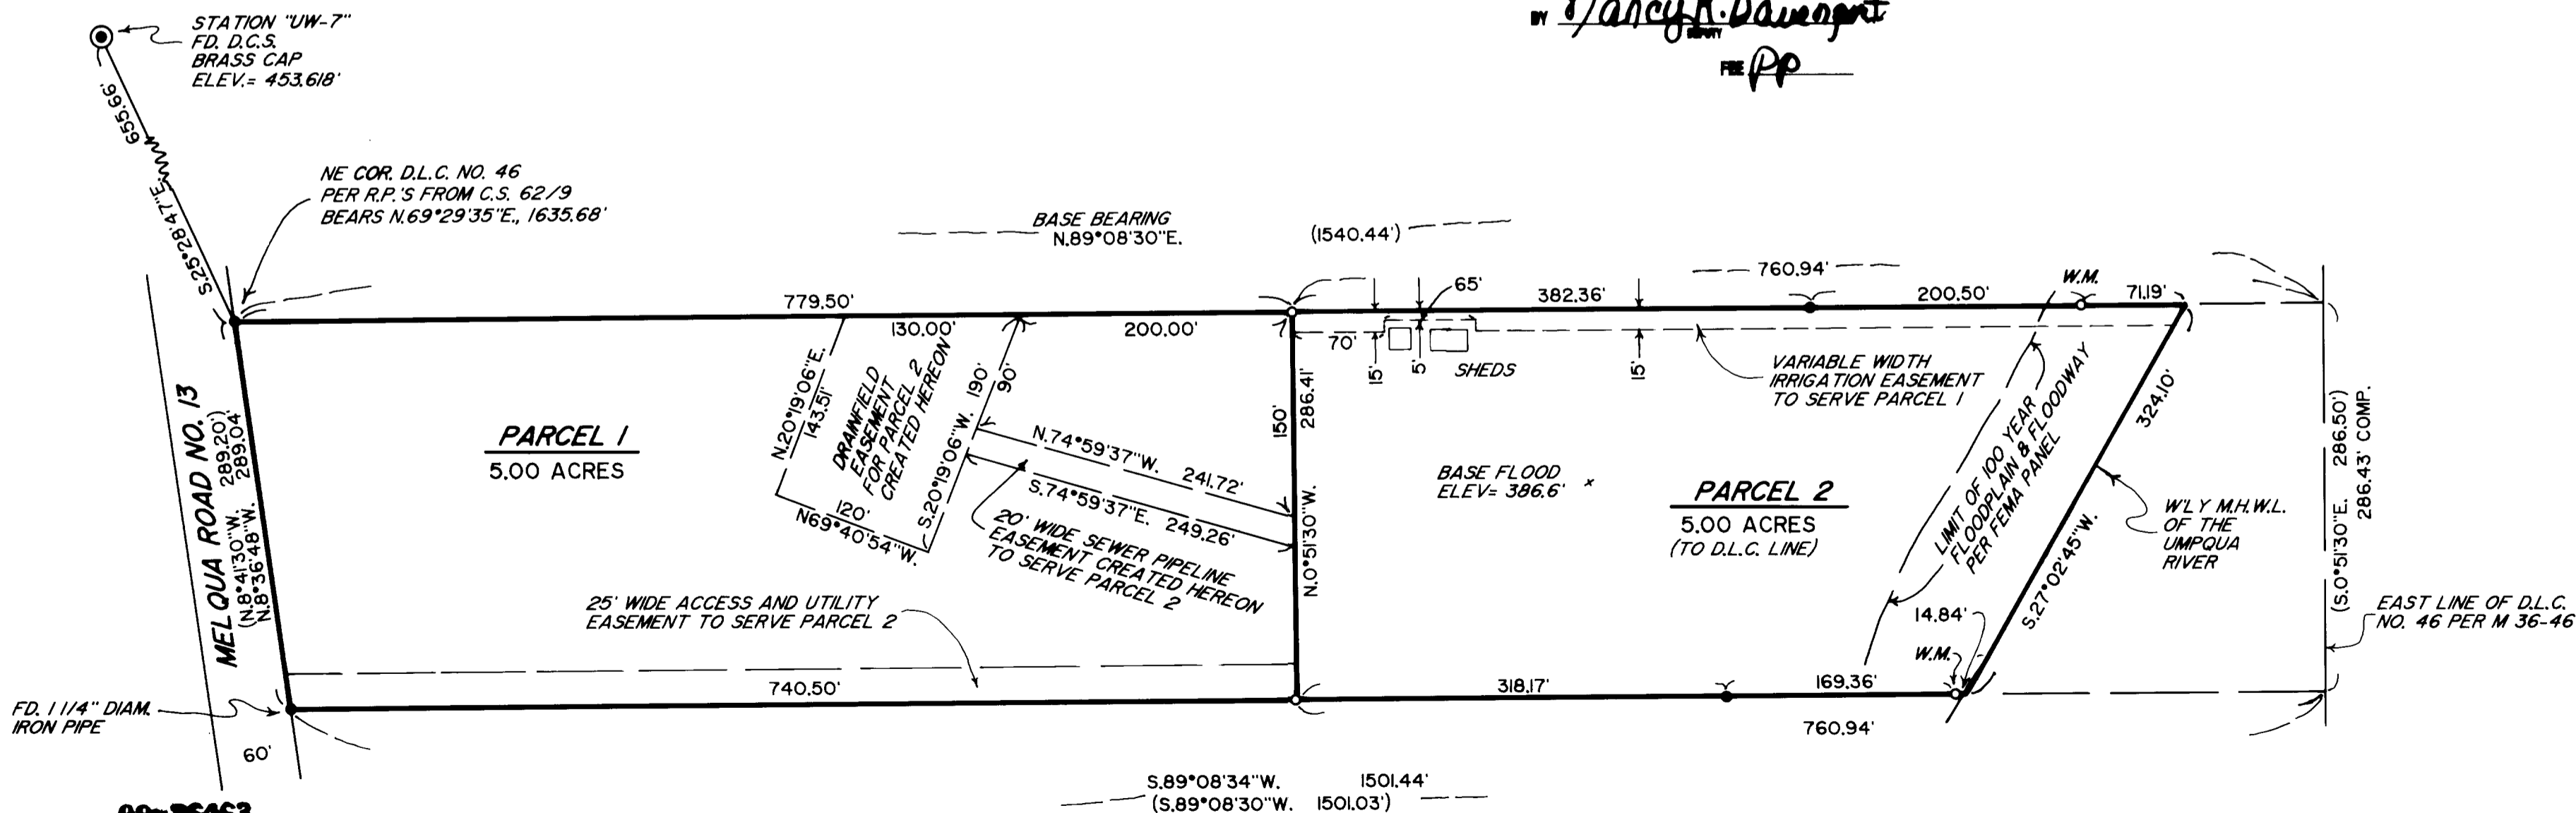 STATION "UW-7"
FD. D.C.S.
BRASS CAP
ELEV.= 453.618'
BY Nancy R. Davenport
DEPUTY
FEE PP
655.66'
S.25°28'47"E.
NE COR. D.L.C. NO. 46
PER R.P.'S FROM C.S. 62/9
BEARS N.69°29'35"E., 1635.68'
BASE BEARING
N.89°08'30"E.
(1540.44')
779.50'
130.00'
200.00'
65'
382.36'
760.94'
200.50'
W.M.
71.19'
70'
15'
5'
SHEDS
15'
VARIABLE WIDTH
IRRIGATION EASEMENT
TO SERVE PARCEL 1
MELQUA ROAD NO. 13
(N.8°41'30"W. 289.20')
N.8°36'48"W. 289.04'
PARCEL 1
5.00 ACRES
N.20°19'06"E.
143.51'
DRAINFIELD
EASEMENT
FOR PARCEL 2
CREATED HEREON
S.20°19'06"W. 190'
90'
120'
N69°40'54"W.
N.74°59'37"W. 241.72'
S.74°59'37"E. 249.26'
20' WIDE SEWER PIPELINE
EASEMENT CREATED HEREON
TO SERVE PARCEL 2
150'
286.41'
N.0°51'30"W.
BASE FLOOD
ELEV= 386.6' x
PARCEL 2
5.00 ACRES
(TO D.L.C. LINE)
LIMIT OF 100 YEAR
FLOODPLAIN & FLOODWAY
PER FEMA PANEL
324.10'
S.27°02'45"W.
W'LY M.H.W.L.
OF THE
UMPQUA
RIVER
(S.0°51'30"E. 286.50')
286.43' COMP.
EAST LINE OF D.L.C.
NO. 46 PER M 36-46
25' WIDE ACCESS AND UTILITY
EASEMENT TO SERVE PARCEL 2
14.84'
W.M.
FD. 1 1/4" DIAM.
IRON PIPE
60'
740.50'
318.17'
169.36'
760.94'
S.89°08'34"W. 1501.44'
(S.89°08'30"W. 1501.03')